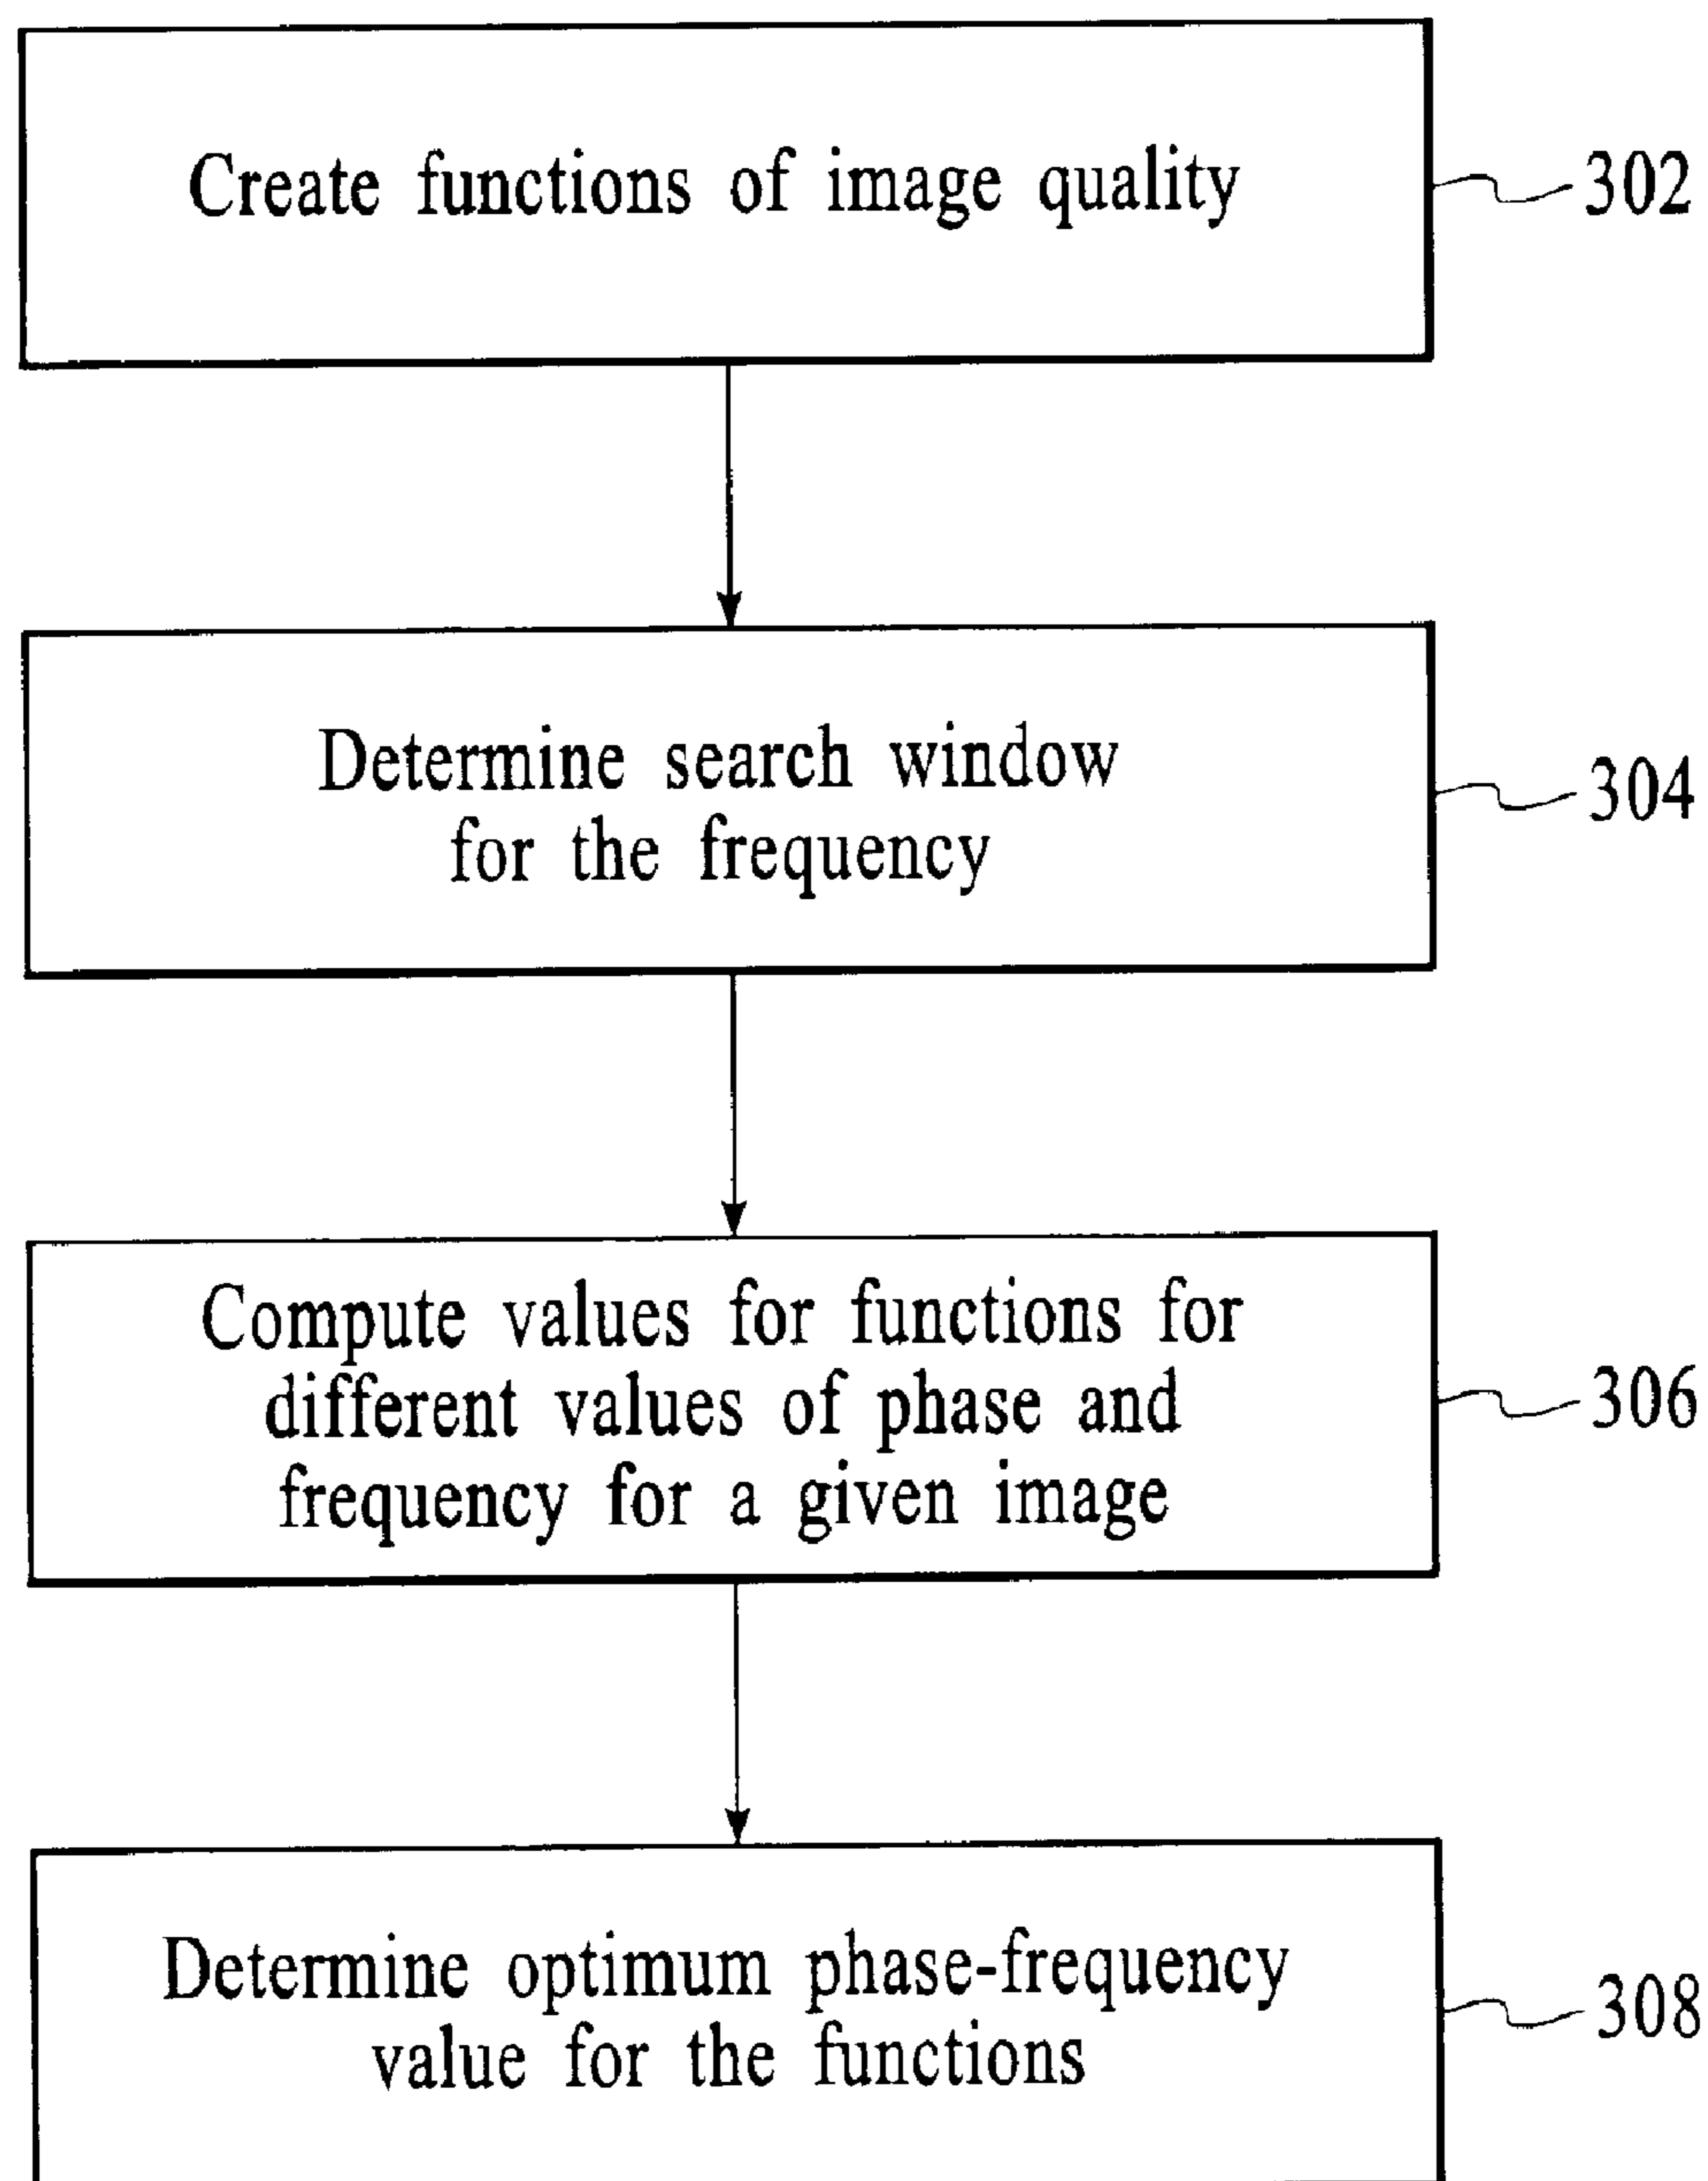 Create functions of image quality
302
Determine search window
for the frequency
304
Compute values for functions for
different values of phase and
frequency for a given image
306
Determine optimum phase-frequency
value for the functions
308